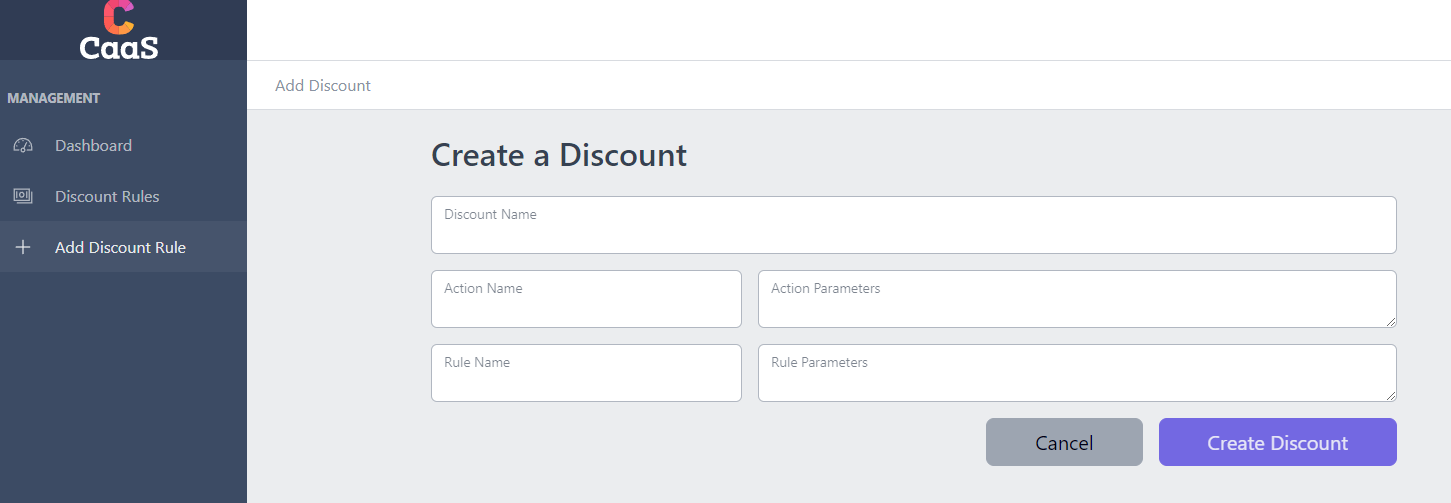 C
CaaS
MANAGEMENT
Dashboard
Discount Rules
Add Discount Rule
Add Discount
Create a Discount
Discount Name
Action Name
Action Parameters
Rule Name
Rule Parameters
Cancel
Create Discount